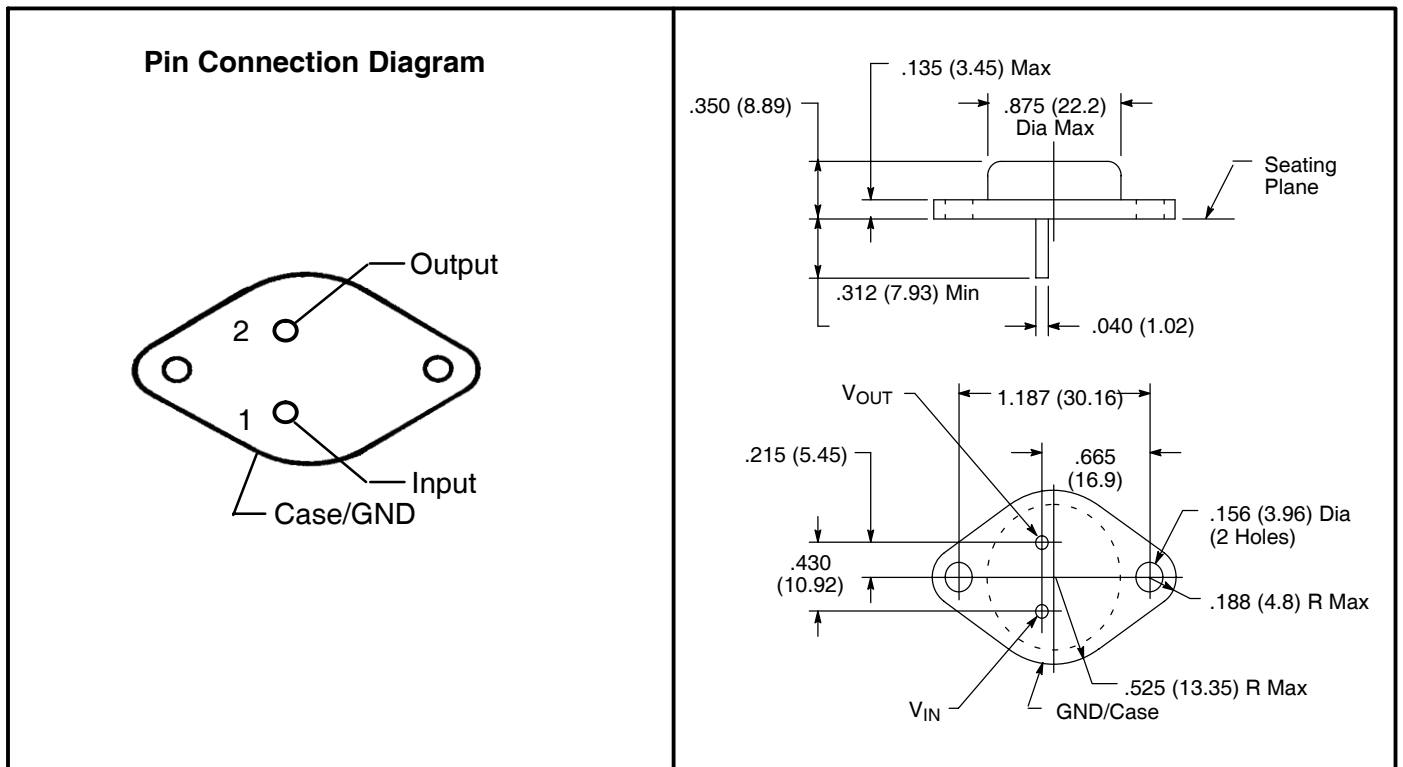 Pin Connection Diagram
Output
2
1
Input
Case/GND
.135 (3.45) Max
.350 (8.89)
.875 (22.2)
Dia Max
Seating
Plane
.312 (7.93) Min
.040 (1.02)
VOUT
1.187 (30.16)
.215 (5.45)
.665
(16.9)
.156 (3.96) Dia
(2 Holes)
.430
(10.92)
.188 (4.8) R Max
.525 (13.35) R Max
VIN
GND/Case